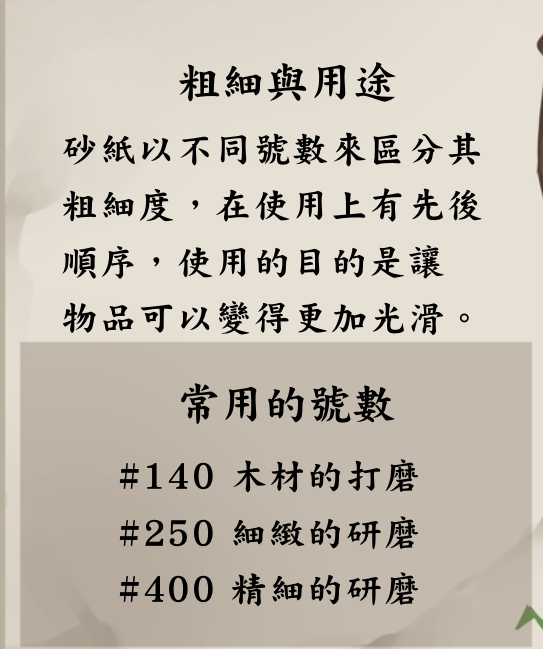 粗細與用途
砂紙以不同號數來區分其
粗細度，在使用上有先後
順序，使用的目的是讓
物品可以變得更加光滑。
常用的號數
#140 木材的打磨
#250 細緻的研磨
#400 精細的研磨